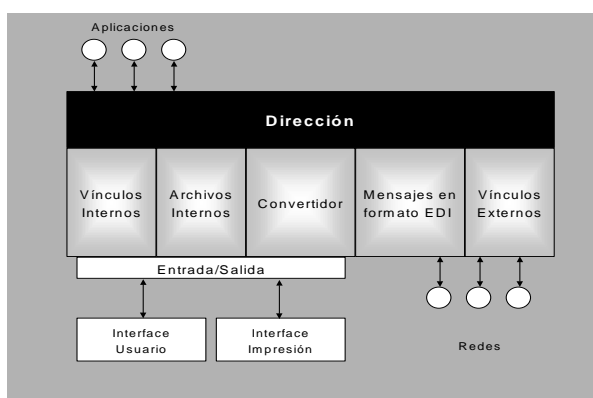 Aplicaciones
Dirección
Vínculos
Internos
Archivos
Internos
Convertidor
Mensajes en
formato EDI
Vínculos
Externos
Entrada/Salida
Interface
Usuario
Interface
Impresión
Redes